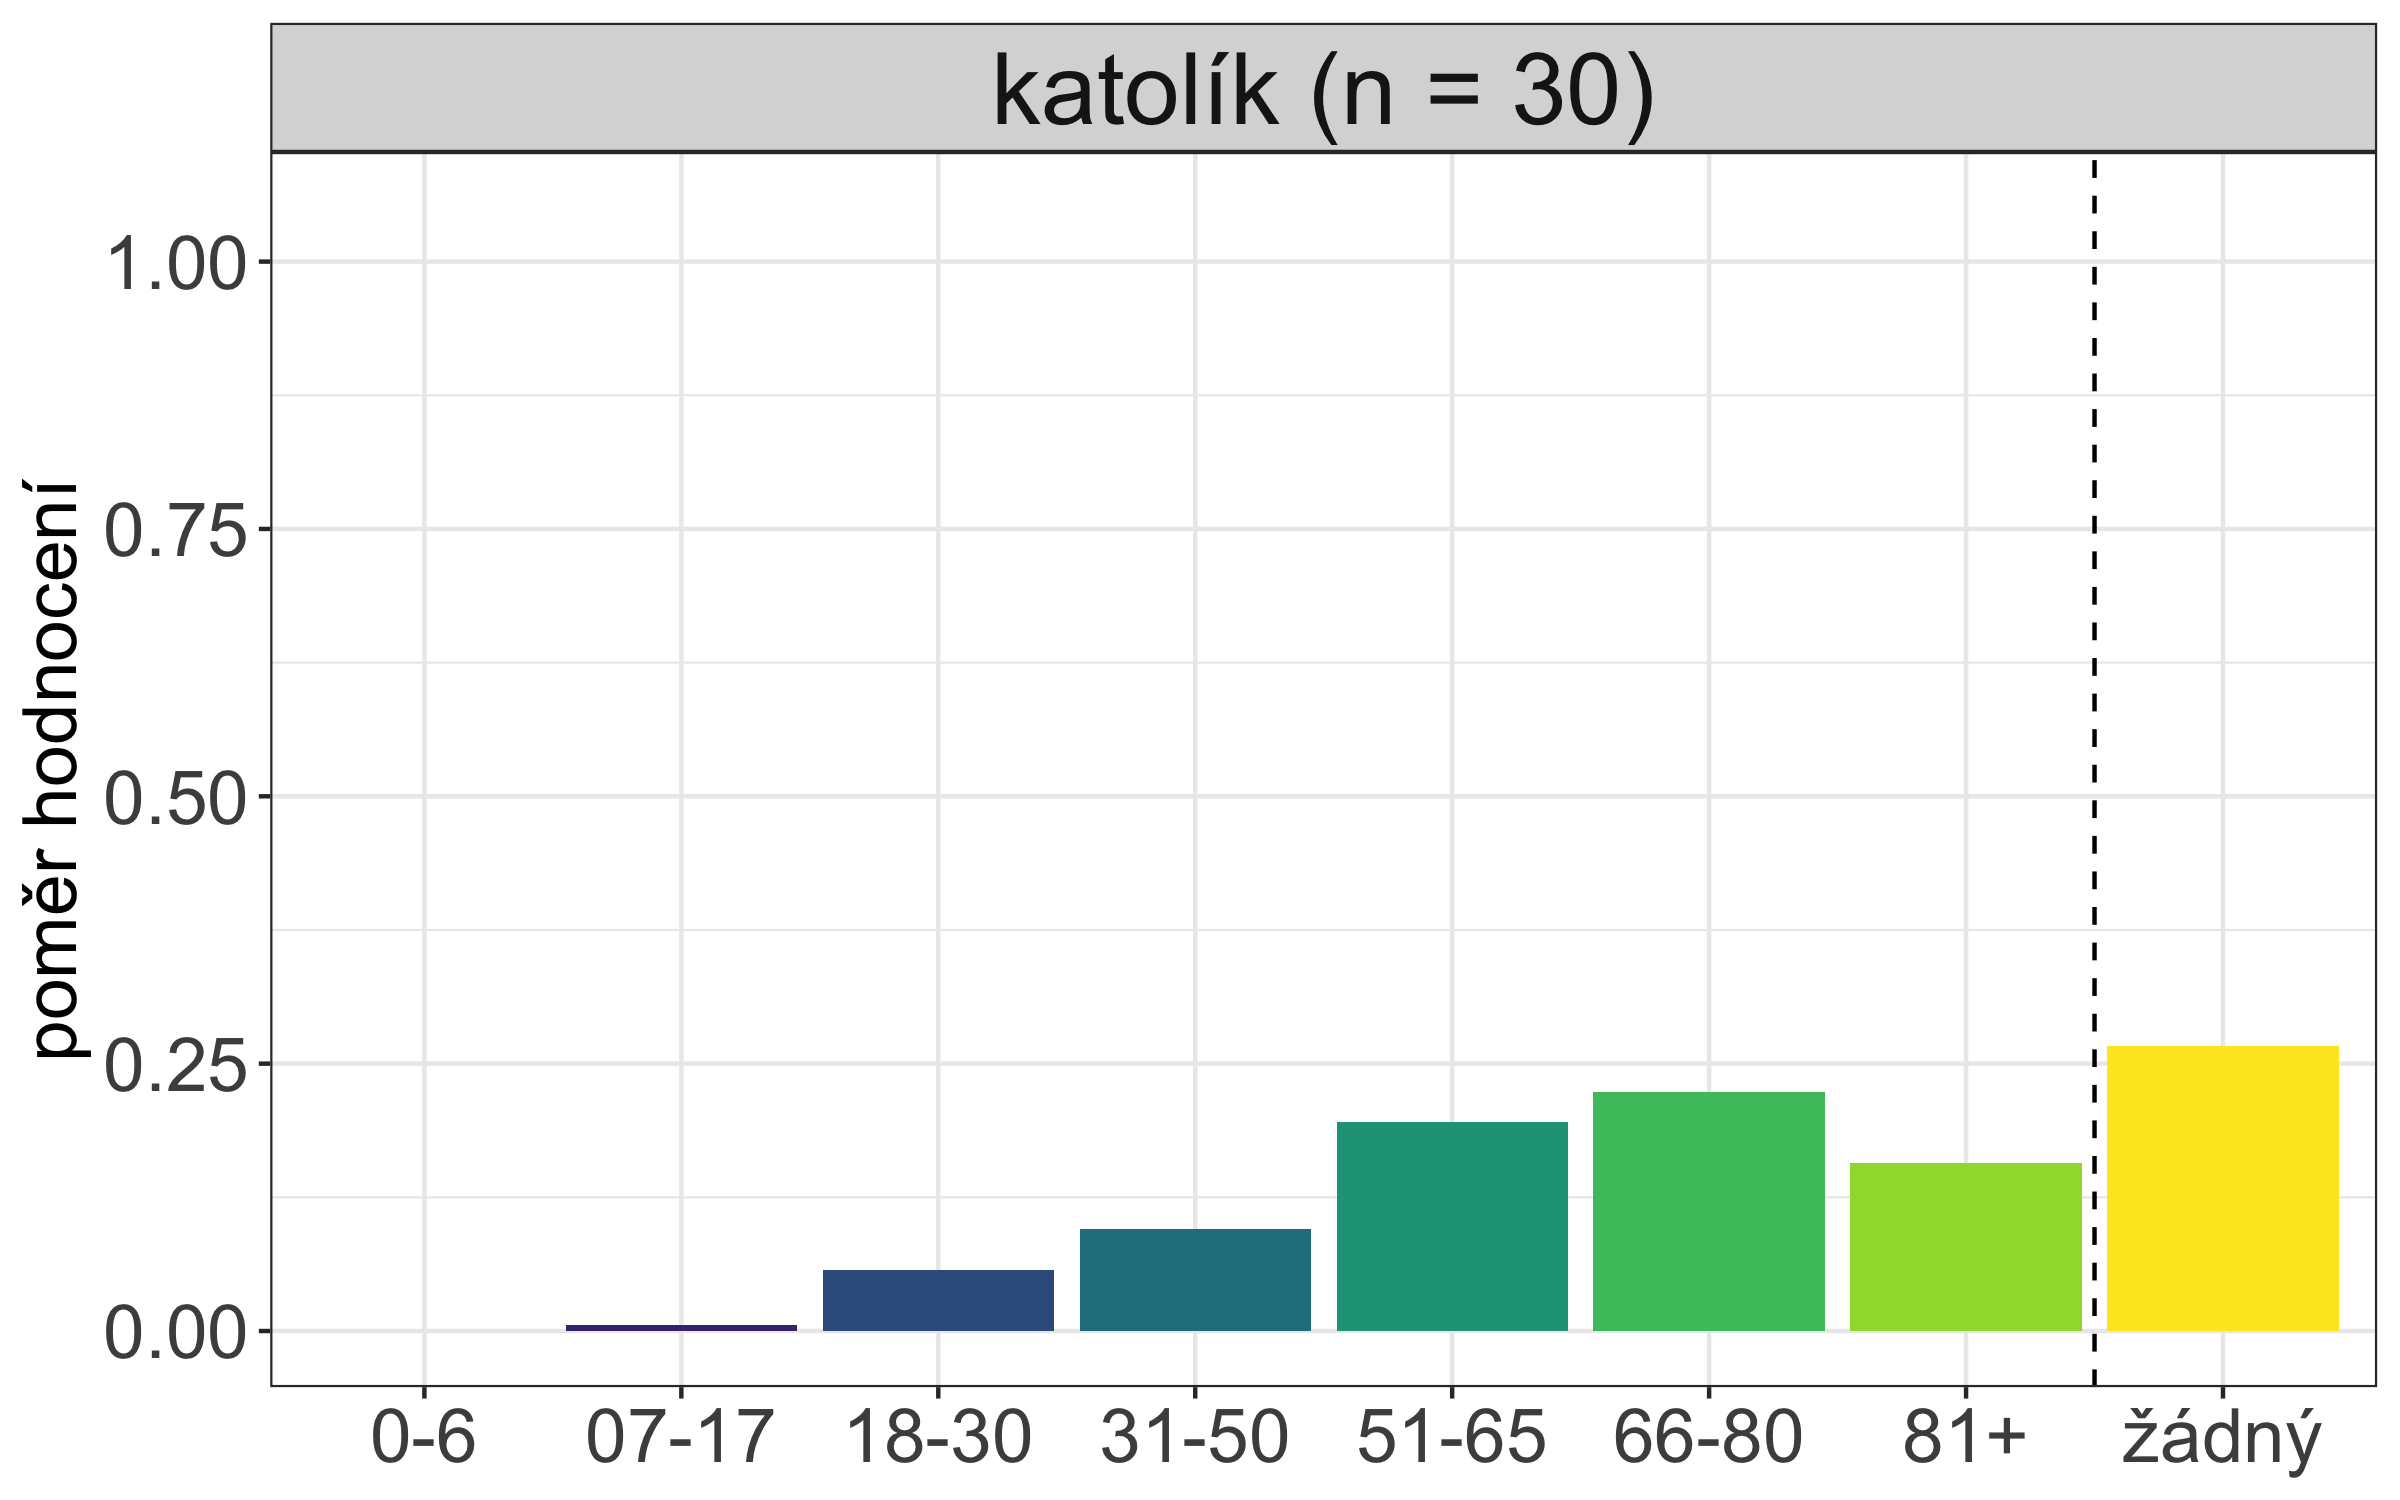 katolík (n = 30)
poměr hodnocení
1.00
0.75
0.50
0.25
0.00
0-6 07-17 18-30 31-50 51-65 66-80 81+ žádný